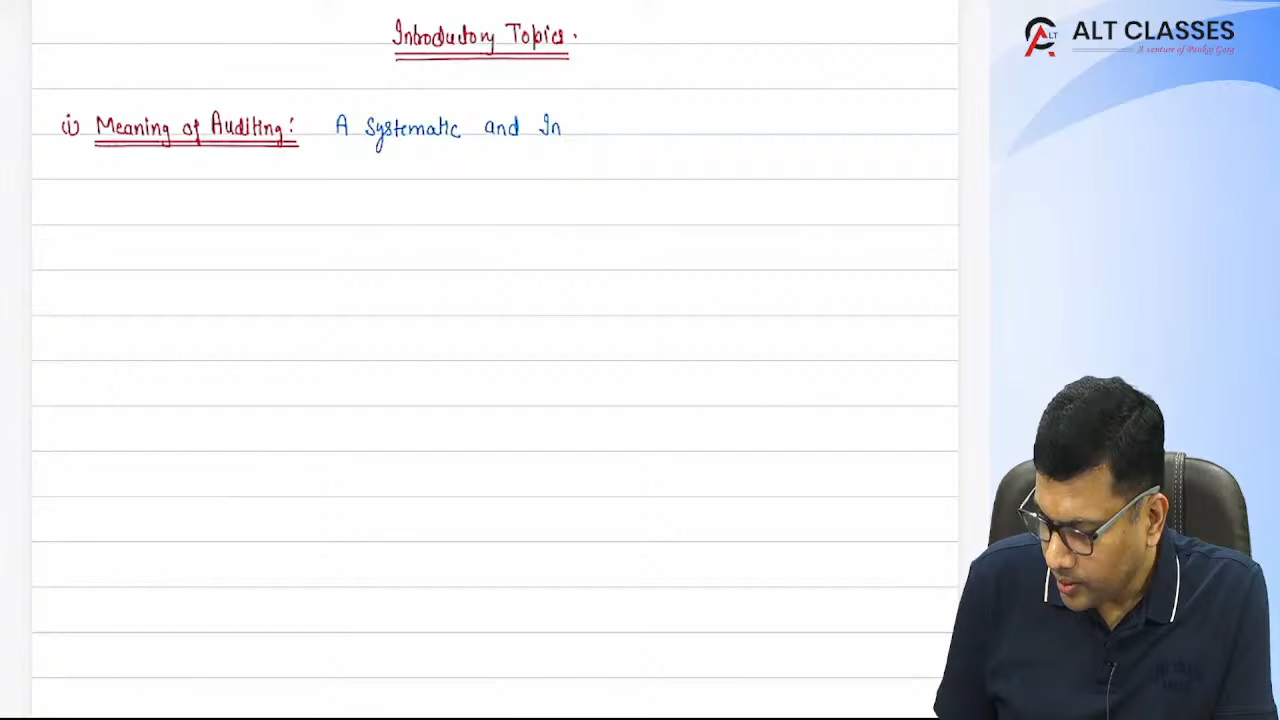 Introductory Topics.
ALT CLASSES
A venture of Pankaj Garg
(i) Meaning of Auditing: A Systematic and In